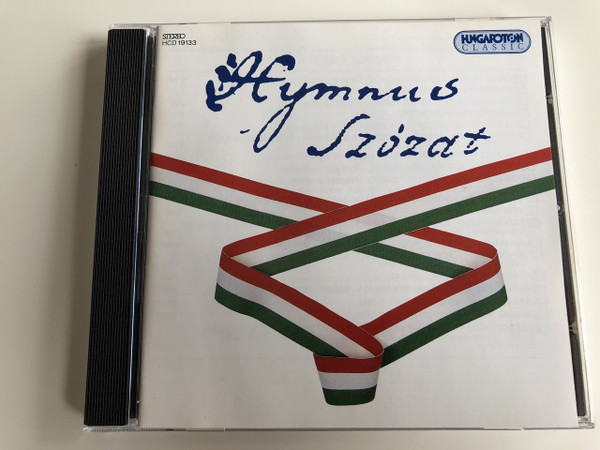 STEREO
HCD 19133
HUNGAROTON
CLASSIC
Hymnus
Szózat